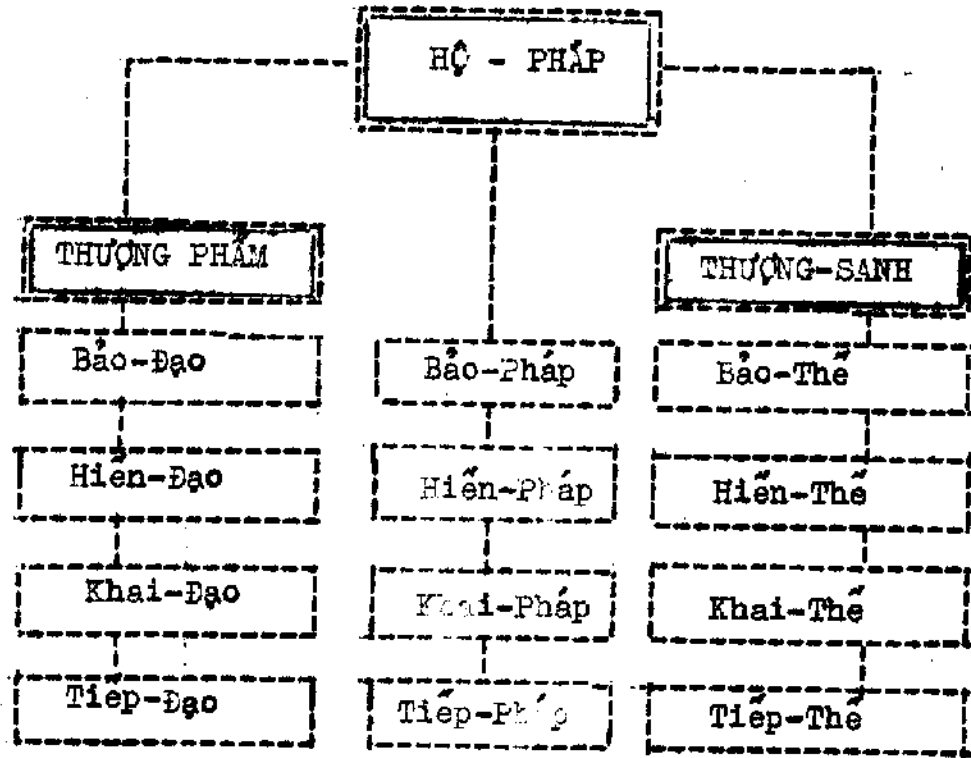 HỘ - PHÁP
THƯỢNG PHẨM
THƯỢNG-SANH
Bảo-Đạo
Bảo-Pháp
Bảo-Thế
Hiến-Đạo
Hiến-Pháp
Hiến-Thế
Khai-Đạo
Khai-Pháp
Khai-Thế
Tiếp-Đạo
Tiếp-Pháp
Tiếp-Thế